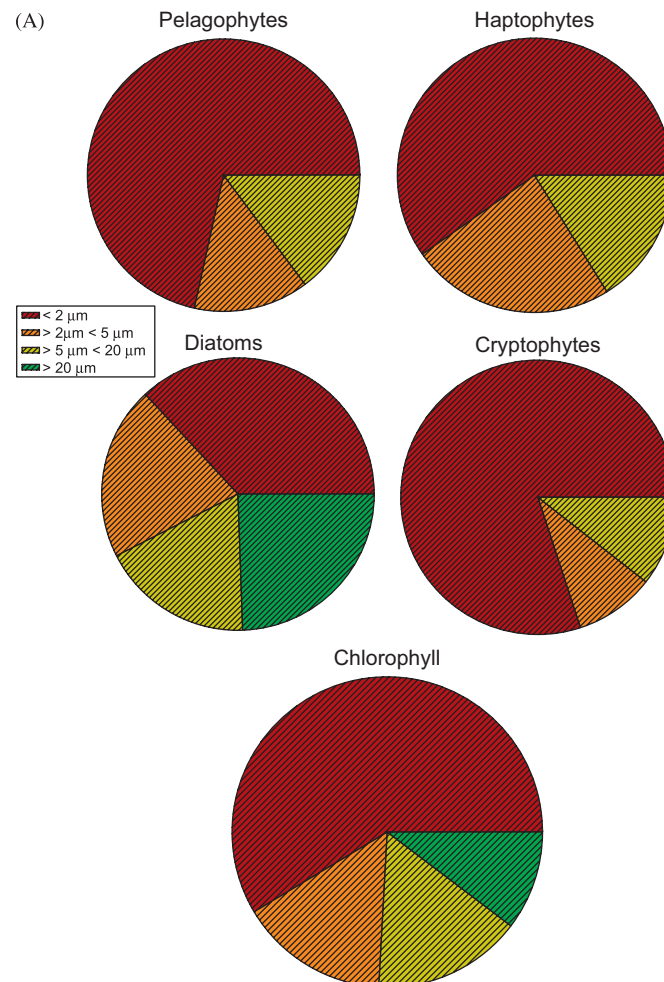 (A)
Pelagophytes
Haptophytes
< 2 μm
> 2μm < 5 μm
> 5 μm < 20 μm
> 20 μm
Diatoms
Cryptophytes
Chlorophyll